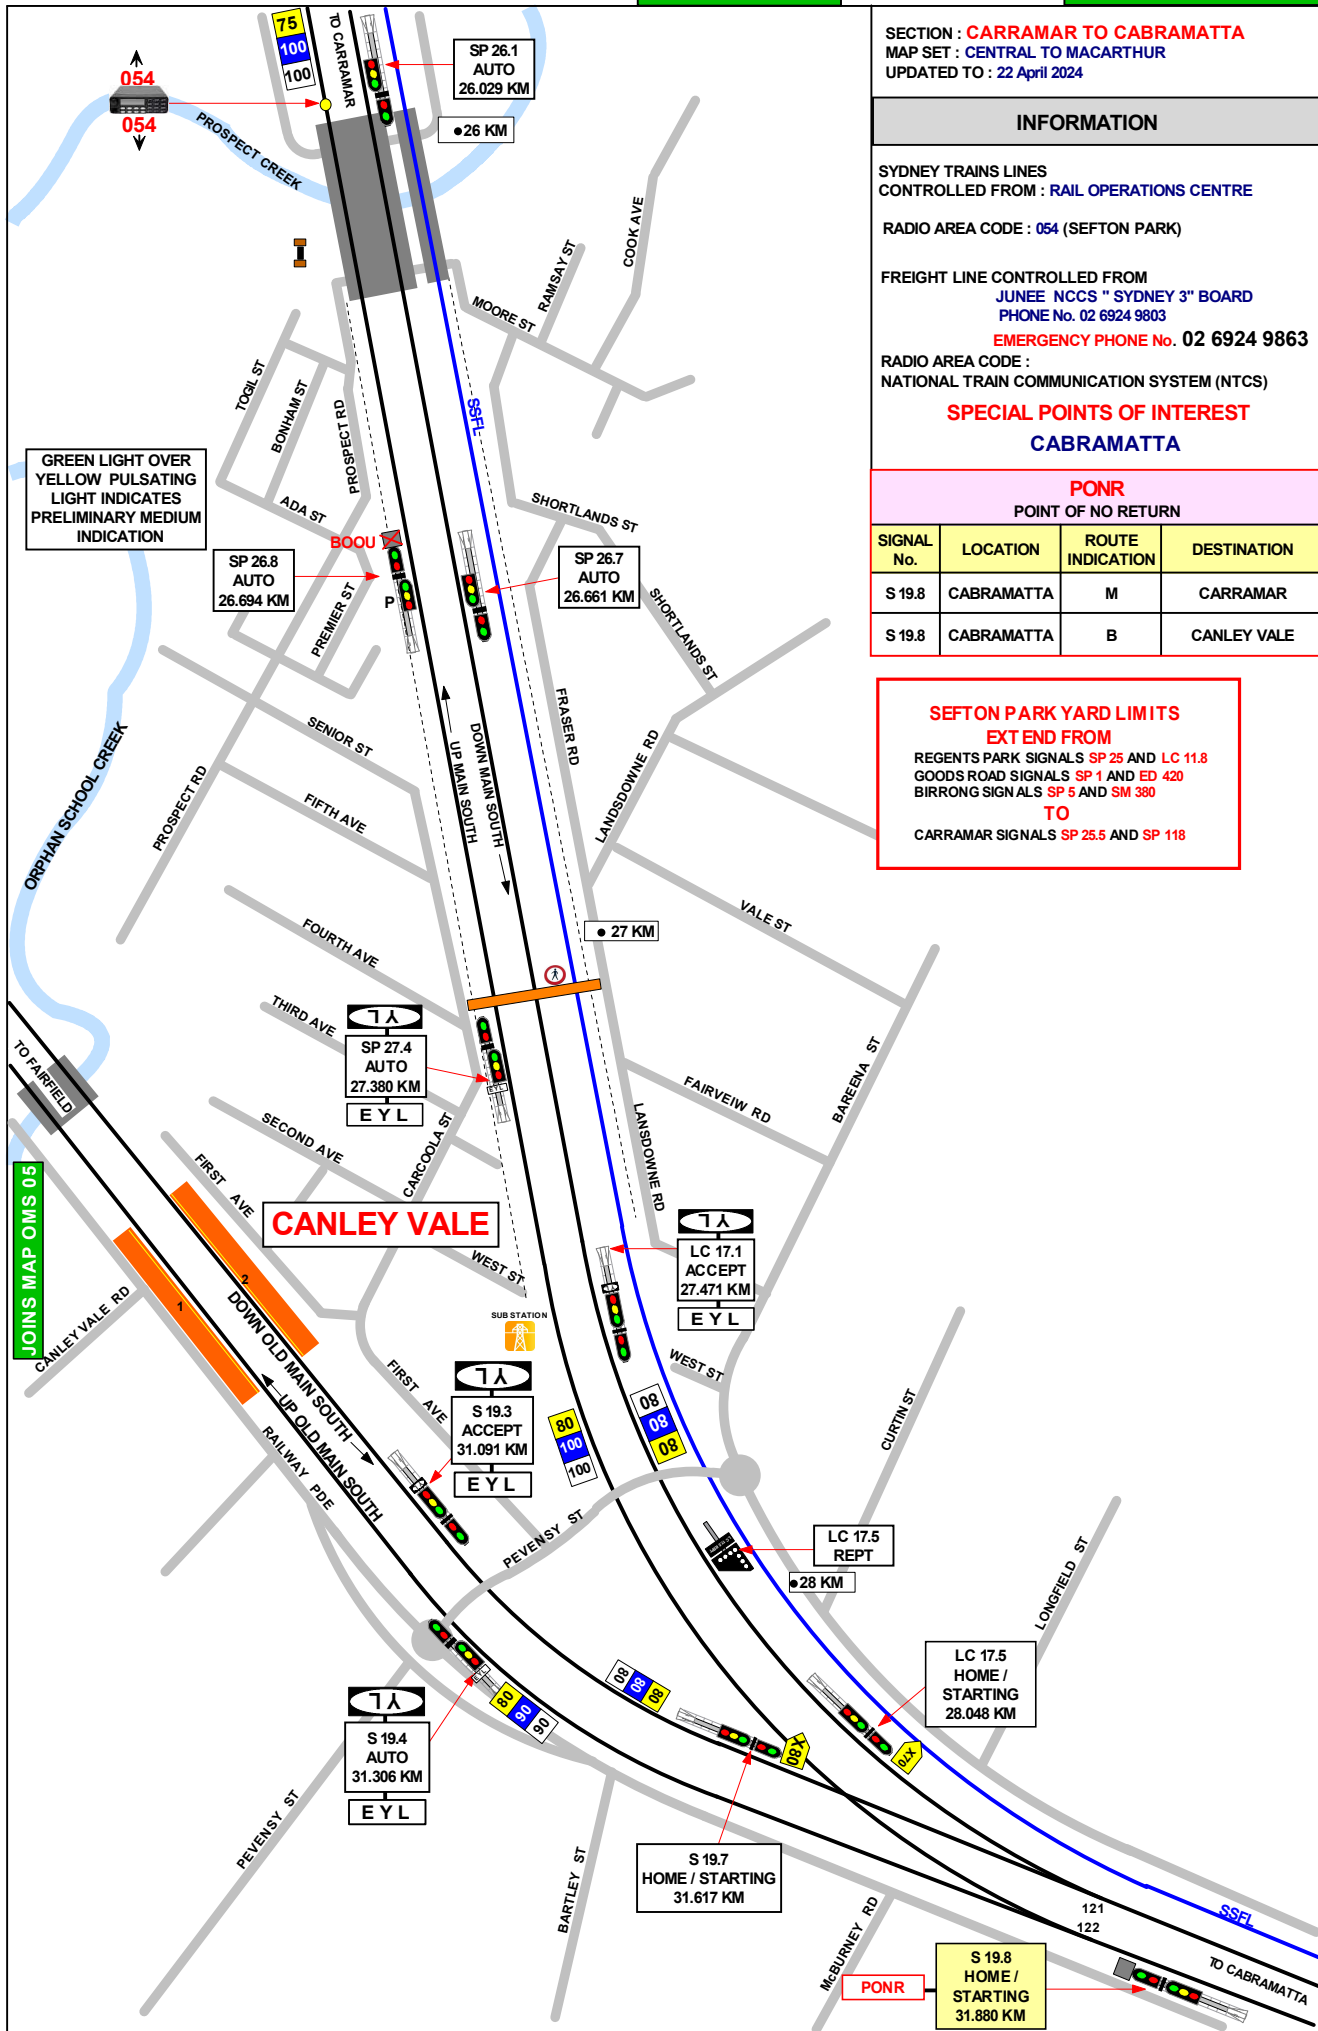 SECTION : CARRAMAR TO CABRAMATTA
MAP SET : CENTRAL TO MACARTHUR
UPDATED TO : 22 April 2024
INFORMATION
SYDNEY TRAINS LINES
CONTROLLED FROM : RAIL OPERATIONS CENTRE
RADIO AREA CODE : 054 (SEFTON PARK)
FREIGHT LINE CONTROLLED FROM
JUNEE NCCS " SYDNEY 3" BOARD
PHONE No. 02 6924 9803
EMERGENCY PHONE No. 02 6924 9863
RADIO AREA CODE :
NATIONAL TRAIN COMMUNICATION SYSTEM (NTCS)
SPECIAL POINTS OF INTEREST
CABRAMATTA
PONR
POINT OF NO RETURN
SIGNAL No. LOCATION ROUTE INDICATION DESTINATION
S 19.8 CABRAMATTA M CARRAMAR
S 19.8 CABRAMATTA B CANLEY VALE
SEFTON PARK YARD LIMITS
EXTEND FROM
REGENTS PARK SIGNALS SP 25 AND LC 11.8
GOODS ROAD SIGNALS SP 1 AND ED 420
BIRRONG SIGNALS SP 5 AND SM 380
TO
CARRAMAR SIGNALS SP 25.5 AND SP 118
75
100
100
TO CARRAMAR
SP 26.1
AUTO
26.029 KM
26 KM
054
054
PROSPECT CREEK
COOK AVE
RAMSAY ST
MOORE ST
TOGIL ST
BONHAM ST
PROSPECT RD
SSFL
GREEN LIGHT OVER
YELLOW PULSATING
LIGHT INDICATES
PRELIMINARY MEDIUM
INDICATION
ADA ST
BOOU
SP 26.8
AUTO
26.694 KM
P
SP 26.7
AUTO
26.661 KM
SHORTLANDS ST
SHORTLANDS ST
PREMIER ST
SENIOR ST
FIFTH AVE
PROSPECT RD
ORPHAN SCHOOL CREEK
UP MAIN SOUTH
DOWN MAIN SOUTH
FRASER RD
LANDSDOWNE RD
VALE ST
27 KM
FOURTH AVE
THIRD AVE
YL
SP 27.4
AUTO
27.380 KM
E Y L
EYL
SECOND AVE
CARCOOLA ST
FAIRVEIW RD
BAREENA ST
LANSDOWNE RD
TO FAIRFIELD
JOINS MAP OMS 05
FIRST AVE
CANLEY VALE
WEST ST
SUB STATION
YL
LC 17.1
ACCEPT
27.471 KM
E Y L
WEST ST
CANLEY VALE RD
1
2
DOWN OLD MAIN SOUTH
UP OLD MAIN SOUTH
RAILWAY PDE
FIRST AVE
YL
S 19.3
ACCEPT
31.091 KM
E Y L
80
100
100
80
80
80
CURTIN ST
PEVENSY ST
LC 17.5
REPT
28 KM
LONGFIELD ST
LC 17.5
HOME /
STARTING
28.048 KM
X70
YL
S 19.4
AUTO
31.306 KM
E Y L
EYL
80
90
90
80
80
80
X80
PEVENSY ST
BARTLEY ST
S 19.7
HOME / STARTING
31.617 KM
McBURNEY RD
121
122
SSFL
TO CABRAMATTA
PONR
S 19.8
HOME /
STARTING
31.880 KM